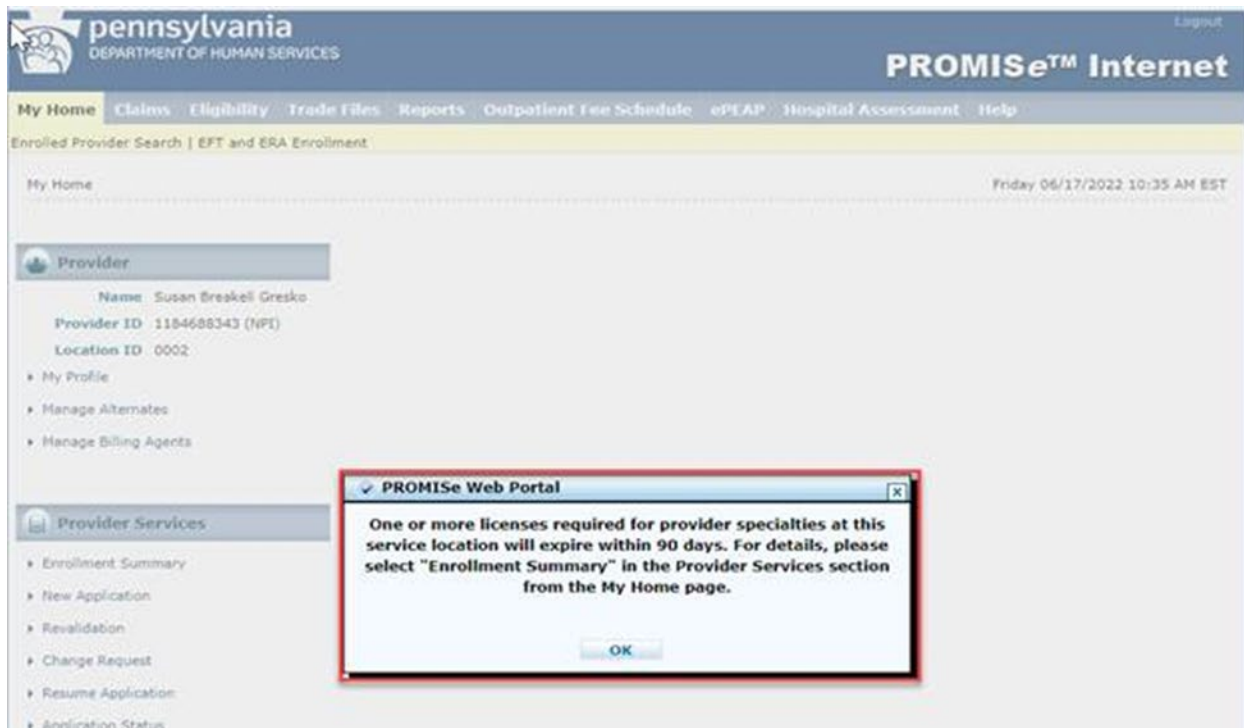 pennsylvania
DEPARTMENT OF HUMAN SERVICES
Logout
PROMISe™ Internet
My Home Claims Eligibility Trade Files Reports Outpatient Fee Schedule ePEAP Hospital Assessment Help
Enrolled Provider Search | EFT and ERA Enrollment
My Home
Friday 06/17/2022 10:35 AM EST
Provider
Name Susan Breakell Gresko
Provider ID 1184688343 (NPI)
Location ID 0002
My Profile
Manage Alternates
Manage Billing Agents
Provider Services
Enrollment Summary
New Application
Revalidation
Change Request
Resume Application
Application Status
PROMISe Web Portal
One or more licenses required for provider specialties at this
service location will expire within 90 days. For details, please
select "Enrollment Summary" in the Provider Services section
from the My Home page.
OK